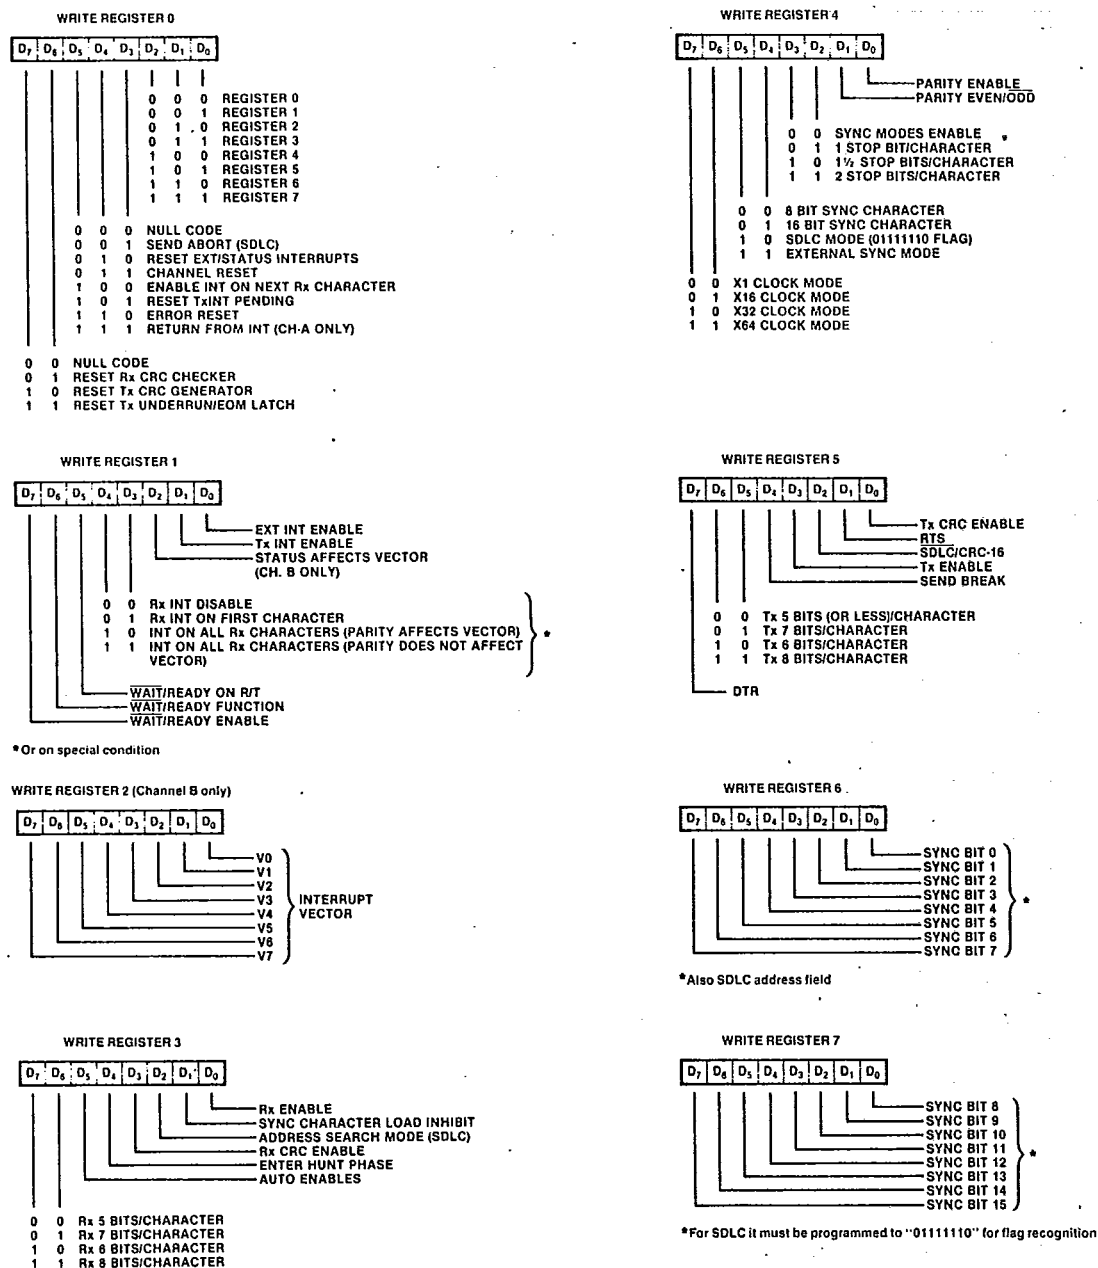 WRITE REGISTER 0
D7 D6 D5 D4 D3 D2 D1 D0
0 0 0 REGISTER 0
0 0 1 REGISTER 1
0 1 0 REGISTER 2
0 1 1 REGISTER 3
1 0 0 REGISTER 4
1 0 1 REGISTER 5
1 1 0 REGISTER 6
1 1 1 REGISTER 7
0 0 0 NULL CODE
0 0 1 SEND ABORT (SDLC)
0 1 0 RESET EXT/STATUS INTERRUPTS
0 1 1 CHANNEL RESET
1 0 0 ENABLE INT ON NEXT Rx CHARACTER
1 0 1 RESET TxINT PENDING
1 1 0 ERROR RESET
1 1 1 RETURN FROM INT (CH-A ONLY)
0 0 NULL CODE
0 1 RESET Rx CRC CHECKER
1 0 RESET Tx CRC GENERATOR
1 1 RESET Tx UNDERRUN/EOM LATCH
WRITE REGISTER 1
D7 D6 D5 D4 D3 D2 D1 D0
EXT INT ENABLE
Tx INT ENABLE
STATUS AFFECTS VECTOR
(CH. B ONLY)
0 0 Rx INT DISABLE
0 1 Rx INT ON FIRST CHARACTER
1 0 INT ON ALL Rx CHARACTERS (PARITY AFFECTS VECTOR)
1 1 INT ON ALL Rx CHARACTERS (PARITY DOES NOT AFFECT
VECTOR)
*
WAIT/READY ON R/T
WAIT/READY FUNCTION
WAIT/READY ENABLE
*Or on special condition
WRITE REGISTER 2 (Channel B only)
D7 D6 D5 D4 D3 D2 D1 D0
V0
V1
V2
V3
V4
V5
V6
V7
INTERRUPT
VECTOR
WRITE REGISTER 3
D7 D6 D5 D4 D3 D2 D1 D0
Rx ENABLE
SYNC CHARACTER LOAD INHIBIT
ADDRESS SEARCH MODE (SDLC)
Rx CRC ENABLE
ENTER HUNT PHASE
AUTO ENABLES
0 0 Rx 5 BITS/CHARACTER
0 1 Rx 7 BITS/CHARACTER
1 0 Rx 6 BITS/CHARACTER
1 1 Rx 8 BITS/CHARACTER
WRITE REGISTER 4
D7 D6 D5 D4 D3 D2 D1 D0
PARITY ENABLE
PARITY EVEN/ODD
0 0 SYNC MODES ENABLE
0 1 1 STOP BIT/CHARACTER
1 0 1½ STOP BITS/CHARACTER
1 1 2 STOP BITS/CHARACTER
0 0 8 BIT SYNC CHARACTER
0 1 16 BIT SYNC CHARACTER
1 0 SDLC MODE (01111110 FLAG)
1 1 EXTERNAL SYNC MODE
0 0 X1 CLOCK MODE
0 1 X16 CLOCK MODE
1 0 X32 CLOCK MODE
1 1 X64 CLOCK MODE
WRITE REGISTER 5
D7 D6 D5 D4 D3 D2 D1 D0
Tx CRC ENABLE
RTS
SDLC/CRC-16
Tx ENABLE
SEND BREAK
0 0 Tx 5 BITS (OR LESS)/CHARACTER
0 1 Tx 7 BITS/CHARACTER
1 0 Tx 6 BITS/CHARACTER
1 1 Tx 8 BITS/CHARACTER
DTR
WRITE REGISTER 6
D7 D6 D5 D4 D3 D2 D1 D0
SYNC BIT 0
SYNC BIT 1
SYNC BIT 2
SYNC BIT 3
SYNC BIT 4
SYNC BIT 5
SYNC BIT 6
SYNC BIT 7
*
*Also SDLC address field
WRITE REGISTER 7
D7 D6 D5 D4 D3 D2 D1 D0
SYNC BIT 8
SYNC BIT 9
SYNC BIT 10
SYNC BIT 11
SYNC BIT 12
SYNC BIT 13
SYNC BIT 14
SYNC BIT 15
*
*For SDLC it must be programmed to "01111110" for flag recognition